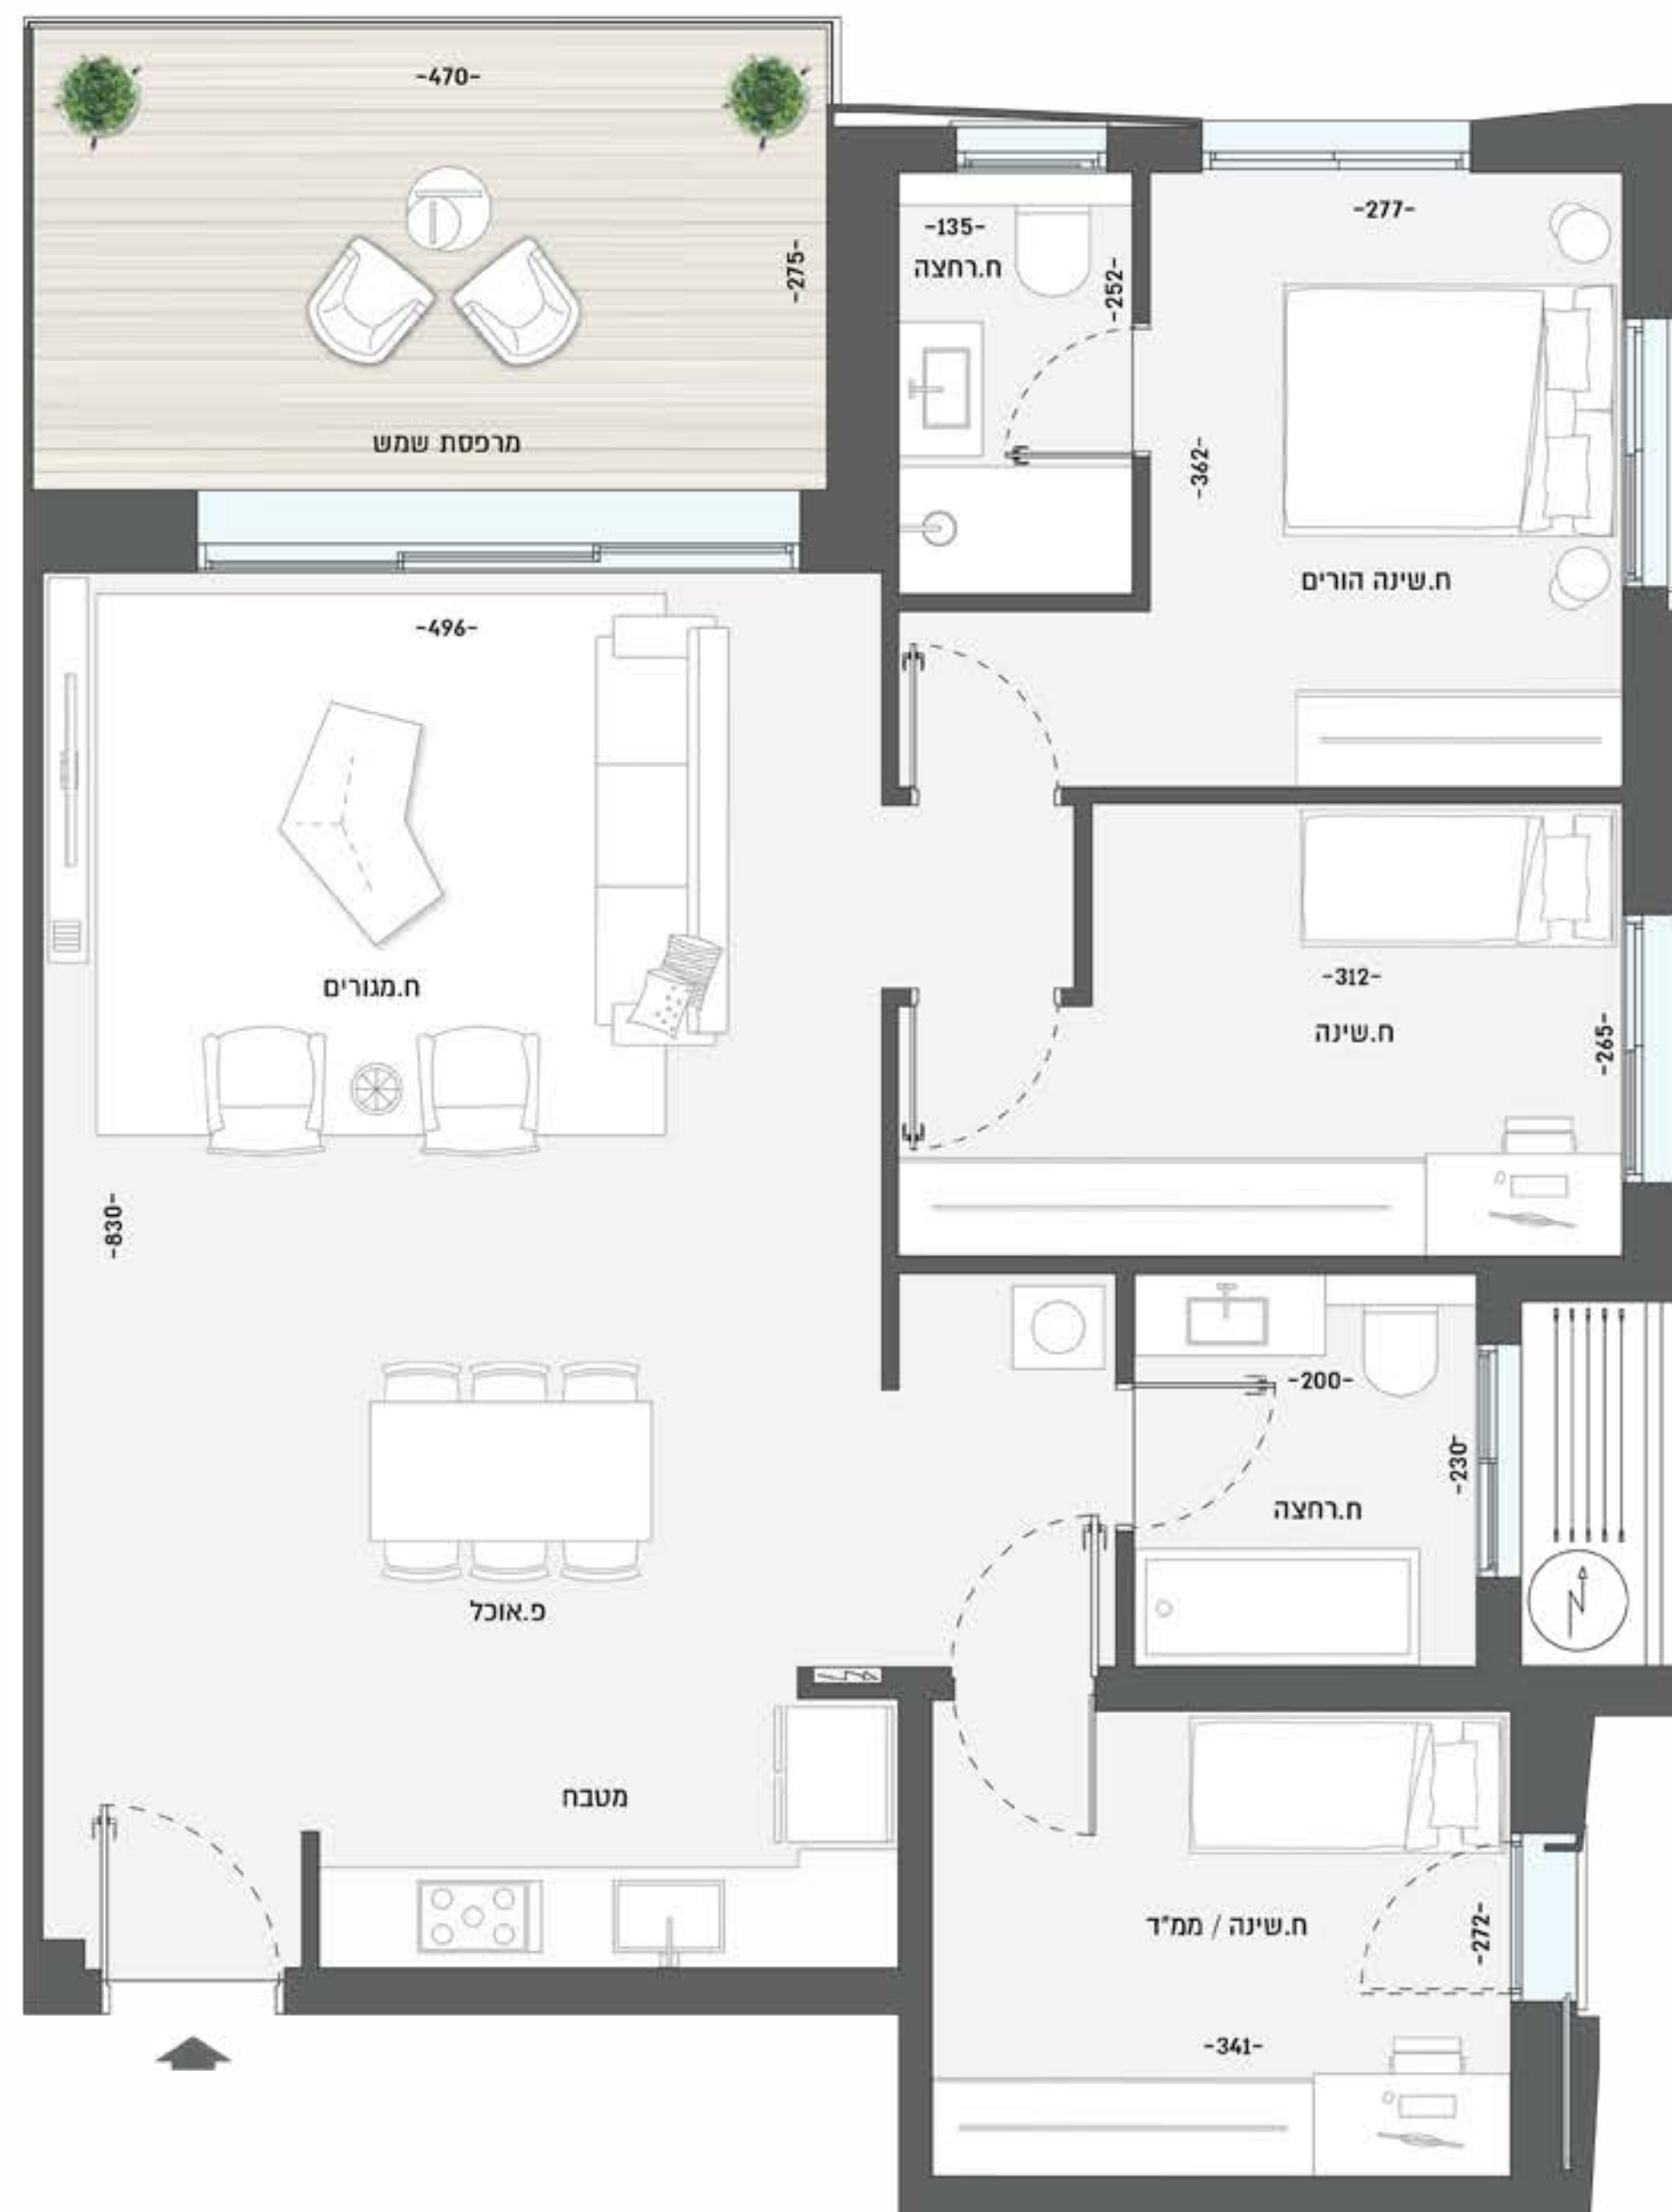 -470-
-275-
מרפסת שמש
-135-
ח.רחצה
-252-
-277-
-362-
ח.שינה הורים
-496-
ח.מגורים
-830-
-312-
ח.שינה
-265-
-200-
-230-
ח.רחצה
פ.אוכל
מטבח
ח.שינה / ממ"ד
-272-
-341-